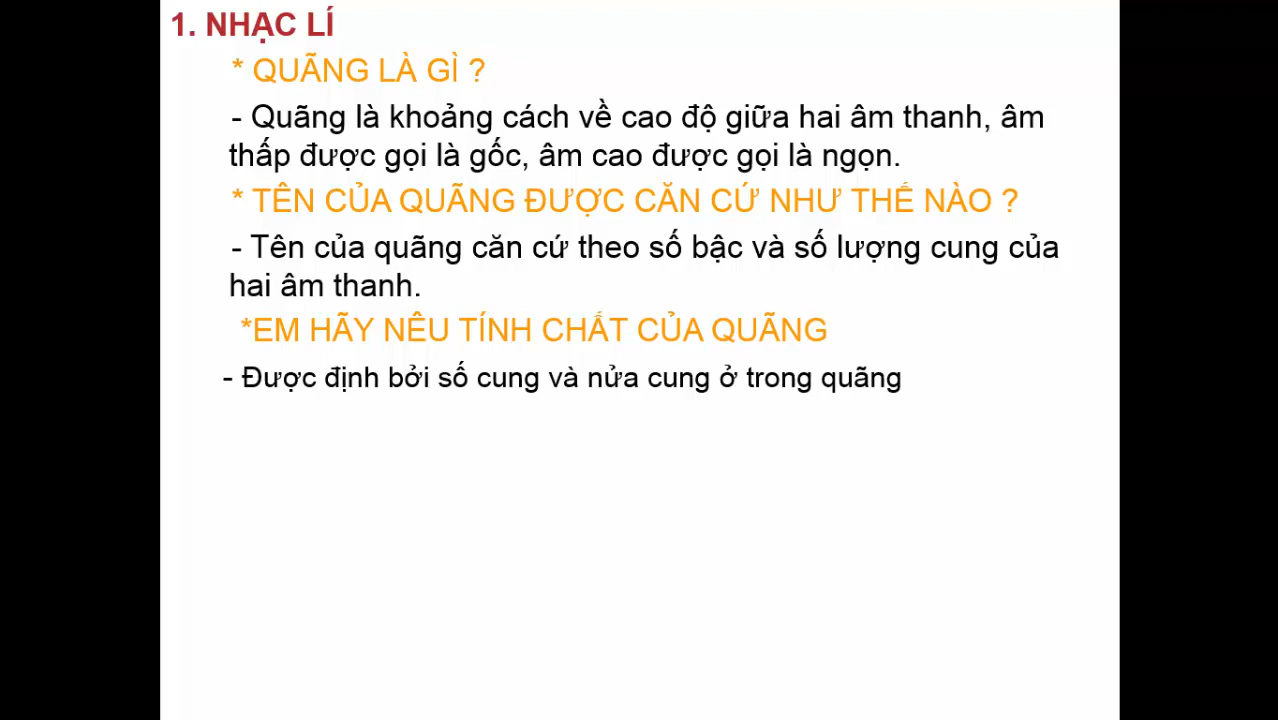 1. NHẠC LÍ
* QUÃNG LÀ GÌ ?
- Quãng là khoảng cách về cao độ giữa hai âm thanh, âm
thấp được gọi là gốc, âm cao được gọi là ngọn.
* TÊN CỦA QUÃNG ĐƯỢC CĂN CỨ NHƯ THẾ NÀO ?
- Tên của quãng căn cứ theo số bậc và số lượng cung của
hai âm thanh.
*EM HÃY NÊU TÍNH CHẤT CỦA QUÃNG
- Được định bởi số cung và nửa cung ở trong quãng